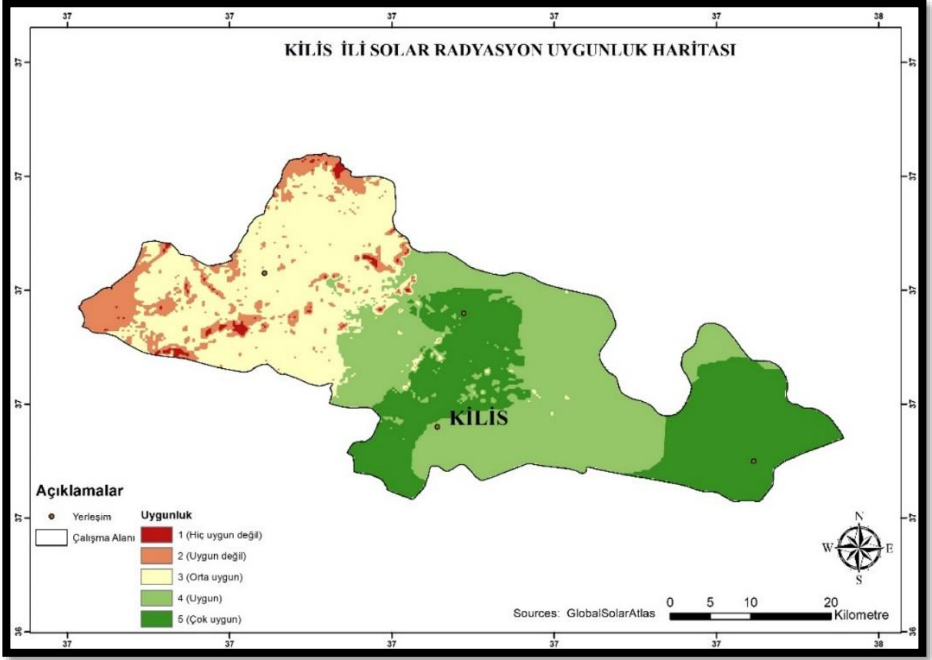 37 37 37 37 37 38
KİLİS İLİ SOLAR RADYASYON UYGUNLUK HARİTASI
37 37
37 37
37 37
37 37
37 37
36 36
KİLİS
Açıklamalar
Yerleşim
Çalışma Alanı
Uygunluk
1 (Hiç uygun değil)
2 (Uygun değil)
3 (Orta uygun)
4 (Uygun)
5 (Çok uygun)
N
W E
S
Sources: GlobalSolarAtlas
0 5 10 20
Kilometre
37 37 37 37 37 38